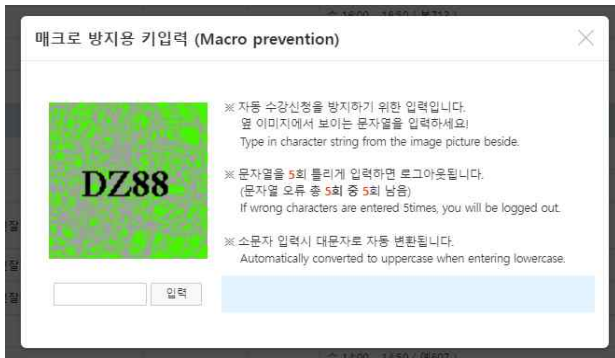 매크로 방지용 키입력 (Macro prevention)
DZ88
※ 자동 수강신청을 방지하기 위한 입력입니다.
옆 이미지에서 보이는 문자열을 입력하세요!
Type in character string from the image picture beside.
※ 문자열을 5회 틀리게 입력하면 로그아웃됩니다.
(문자열 오류 총 5회 중 5회 남음)
If wrong characters are entered 5times, you will be logged out.
※ 소문자 입력시 대문자로 자동 변환됩니다.
Automatically converted to uppercase when entering lowercase.
입력